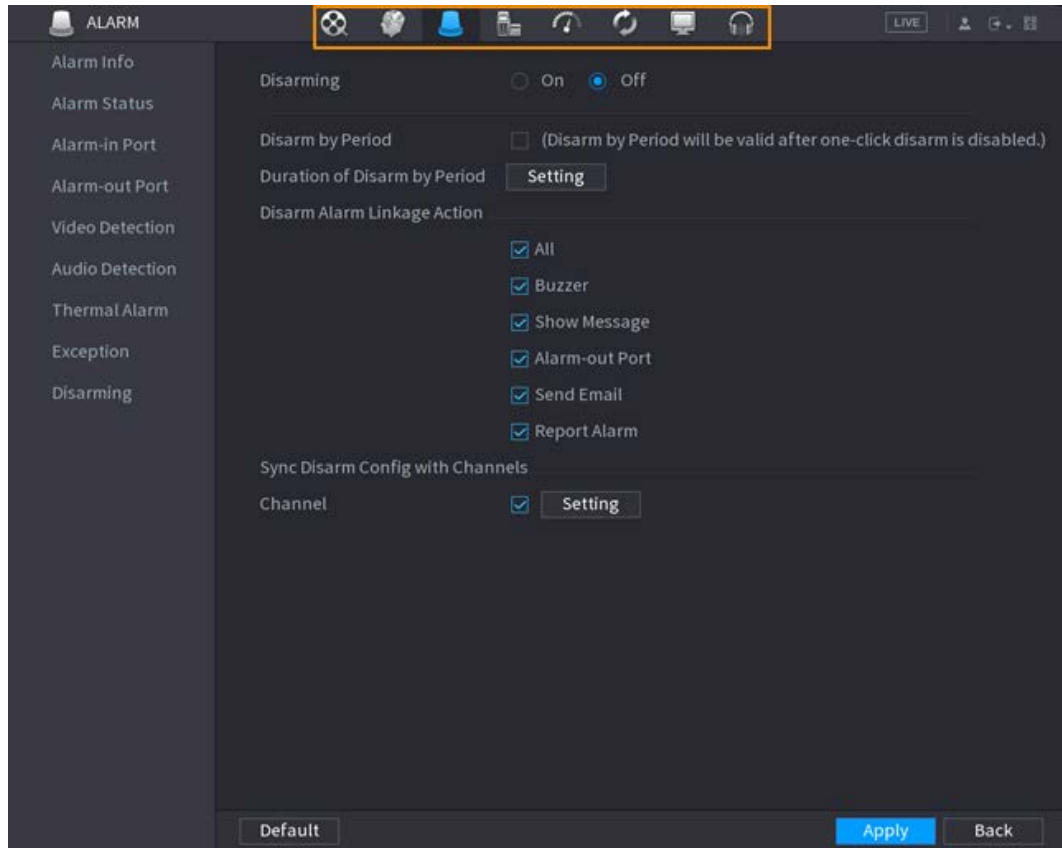 ALARM
LIVE
Alarm Info
Alarm Status
Alarm-in Port
Alarm-out Port
Video Detection
Audio Detection
Thermal Alarm
Exception
Disarming
Disarming On Off
Disarm by Period (Disarm by Period will be valid after one-click disarm is disabled.)
Duration of Disarm by Period Setting
Disarm Alarm Linkage Action
All
Buzzer
Show Message
Alarm-out Port
Send Email
Report Alarm
Sync Disarm Config with Channels
Channel Setting
Default Apply Back